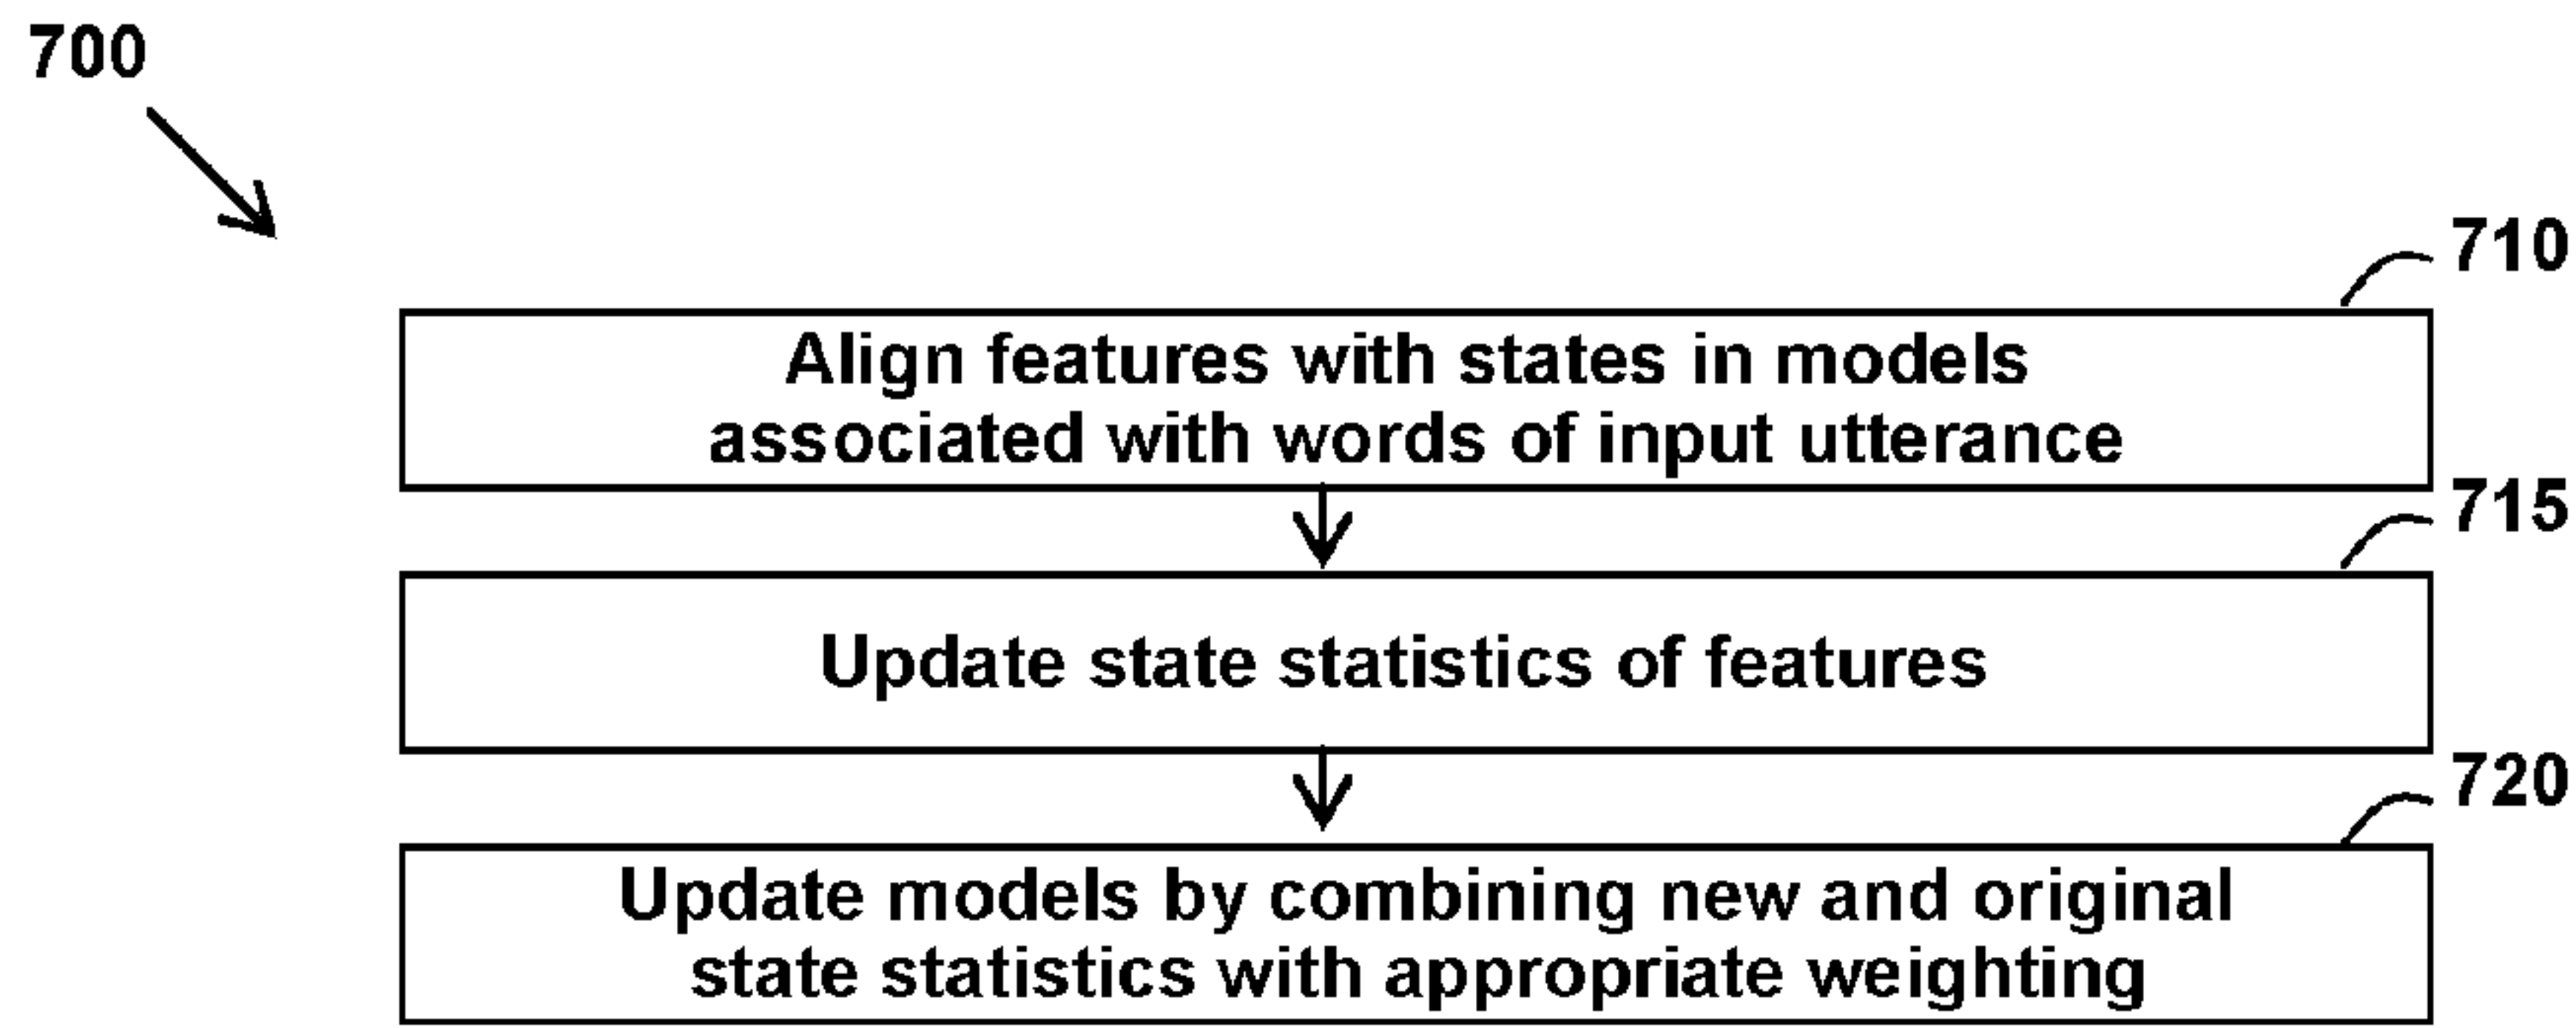 700
710
Align features with states in models
associated with words of input utterance
715
Update state statistics of features
720
Update models by combining new and original
state statistics with appropriate weighting